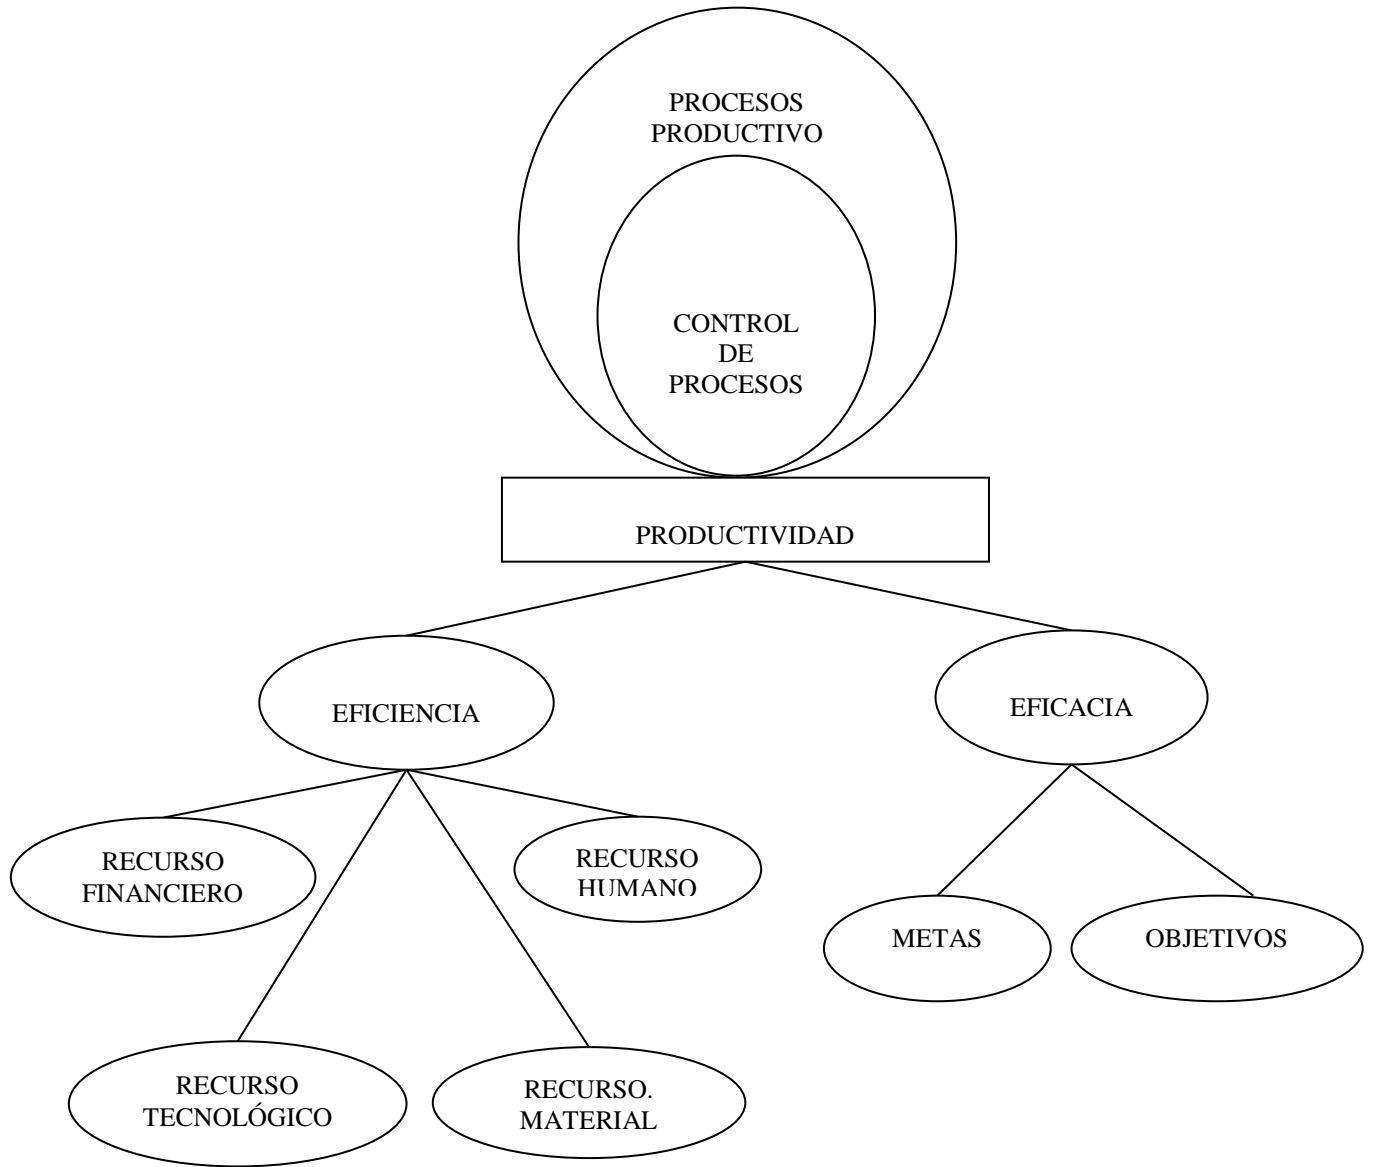 PROCESOS
PRODUCTIVO
CONTROL
DE
PROCESOS
PRODUCTIVIDAD
EFICIENCIA
EFICACIA
RECURSO
FINANCIERO
RECURSO
HUMANO
METAS
OBJETIVOS
RECURSO
TECNOLÓGICO
RECURSO.
MATERIAL